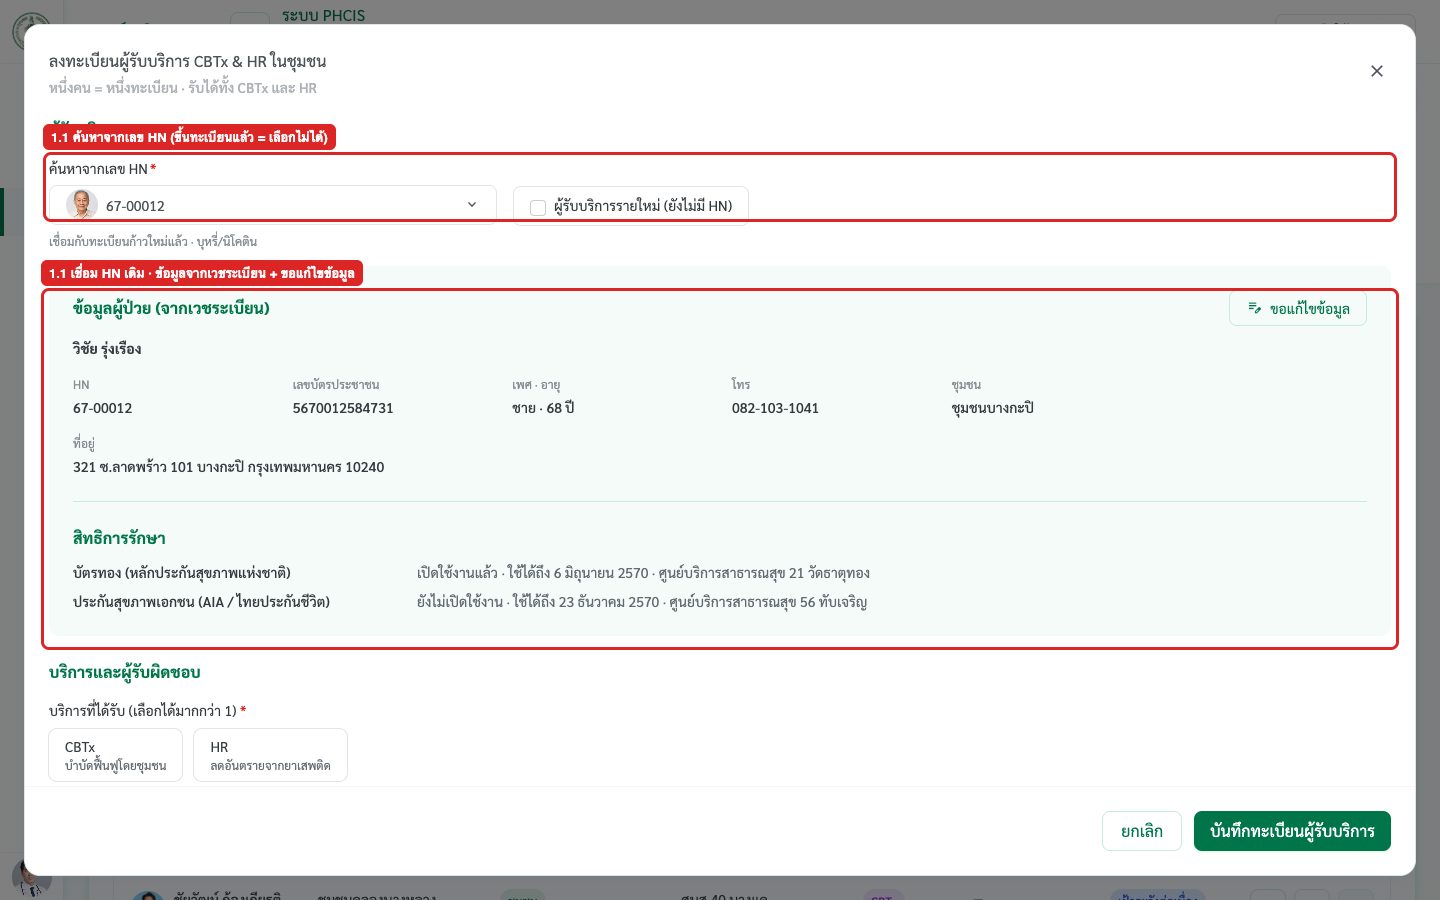 ระบบ PHCIS
ลงทะเบียนผู้รับบริการ CBTx & HR ในชุมชน
หนึ่งคน = หนึ่งทะเบียน · รับได้ทั้ง CBTx และ HR
1.1 ค้นหาจากเลข HN (ขึ้นทะเบียนแล้ว = เลือกไม่ได้)
ค้นหาจากเลข HN *
67-00012
ผู้รับบริการรายใหม่ (ยังไม่มี HN)
เชื่อมกับทะเบียนก้าวใหม่แล้ว · บุหรี่/นิโคติน
1.1 เชื่อม HN เดิม · ข้อมูลจากเวชระเบียน + ขอแก้ไขข้อมูล
ข้อมูลผู้ป่วย (จากเวชระเบียน)
ขอแก้ไขข้อมูล
วิชัย รุ่งเรือง
HN เลขบัตรประชาชน เพศ · อายุ โทร ชุมชน
67-00012 5670012584731 ชาย · 68 ปี 082-103-1041 ชุมชนบางกะปิ
ที่อยู่
321 ซ.ลาดพร้าว 101 บางกะปิ กรุงเทพมหานคร 10240
สิทธิการรักษา
บัตรทอง (หลักประกันสุขภาพแห่งชาติ) เปิดใช้งานแล้ว · ใช้ได้ถึง 6 มิถุนายน 2570 · ศูนย์บริการสาธารณสุข 21 วัดธาตุทอง
ประกันสุขภาพเอกชน (AIA / ไทยประกันชีวิต) ยังไม่เปิดใช้งาน · ใช้ได้ถึง 23 ธันวาคม 2570 · ศูนย์บริการสาธารณสุข 56 ทับเจริญ
บริการและผู้รับผิดชอบ
บริการที่ได้รับ (เลือกได้มากกว่า 1) *
CBTx HR
บำบัดฟื้นฟูโดยชุมชน ลดอันตรายจากยาเสพติด
ยกเลิก บันทึกทะเบียนผู้รับบริการ